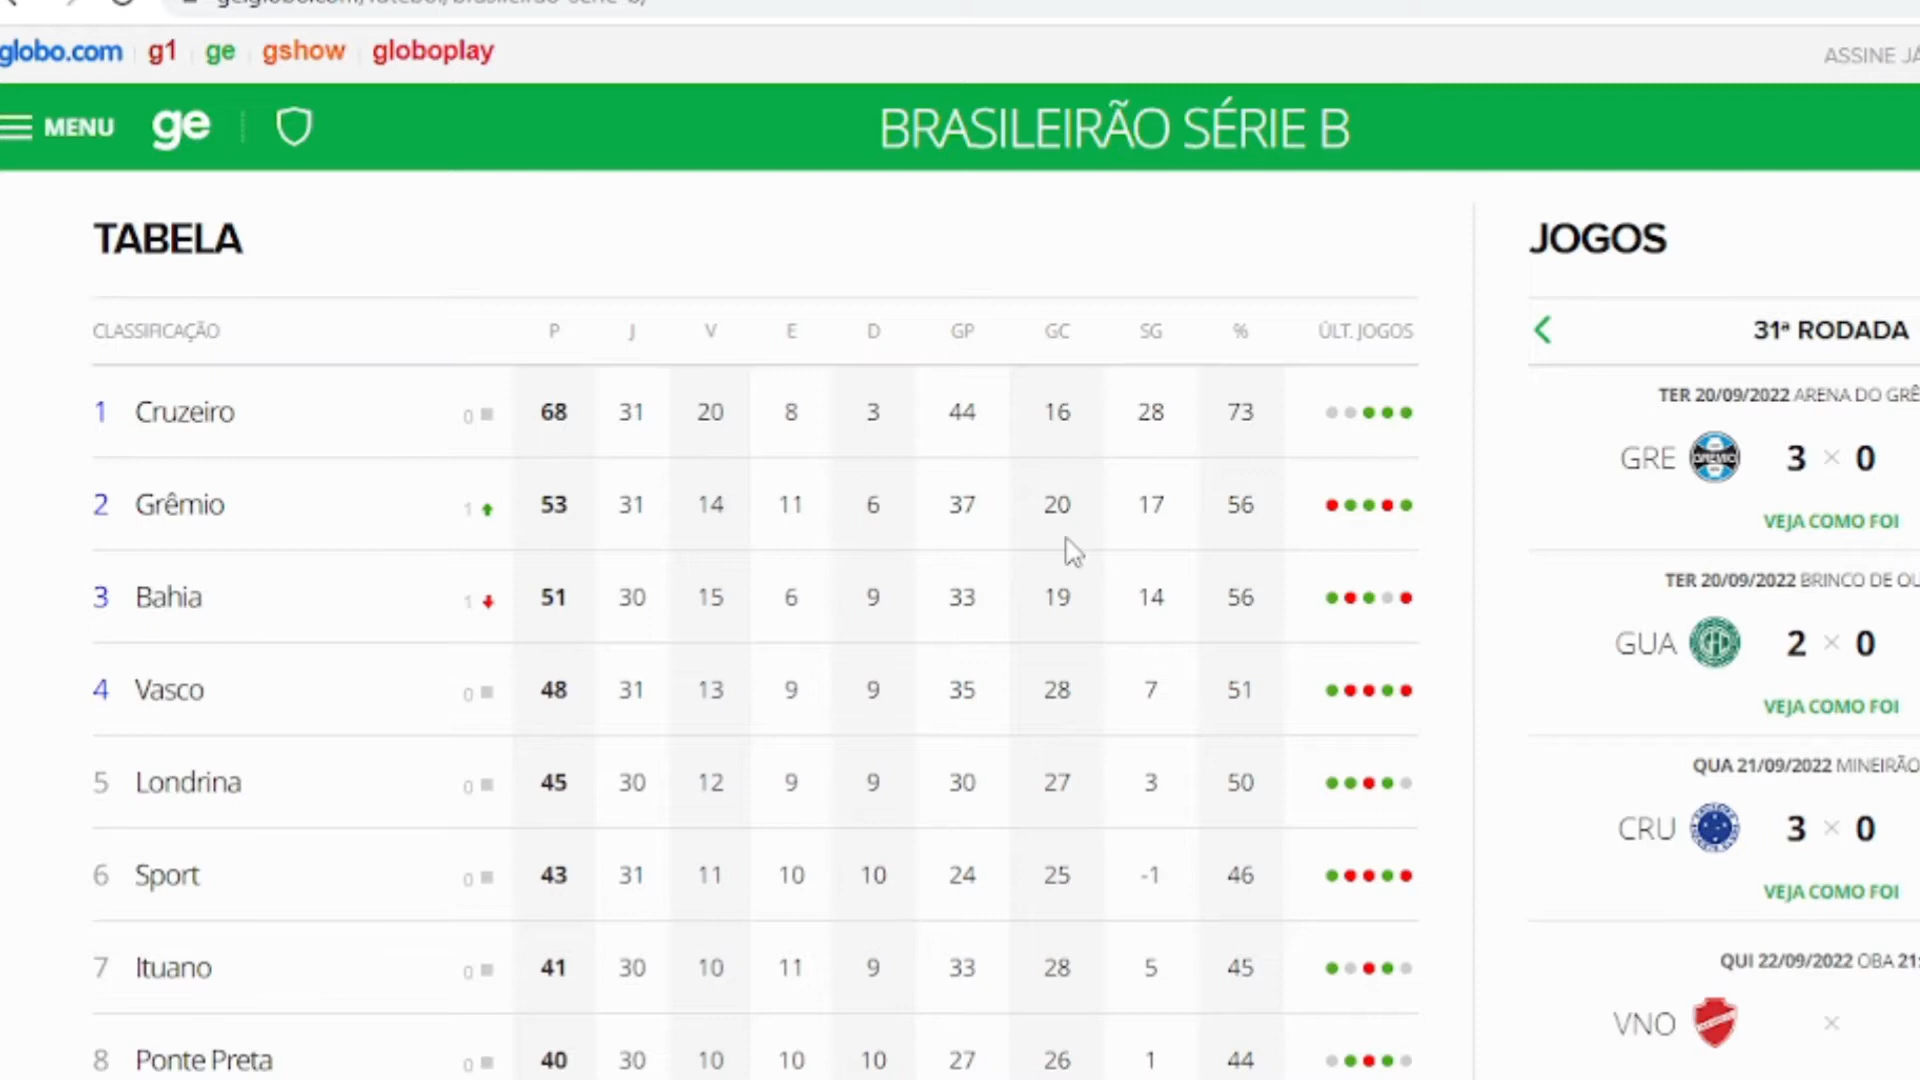 globo.com g1 ge gshow globoplay ASSINE JÁ
MENU ge BRASILEIRÃO SÉRIE B
TABELA
CLASSIFICAÇÃO P J V E D GP GC SG % ÚLT. JOGOS
1 Cruzeiro 0 68 31 20 8 3 44 16 28 73
2 Grêmio 1 53 31 14 11 6 37 20 17 56
3 Bahia 1 51 30 15 6 9 33 19 14 56
4 Vasco 0 48 31 13 9 9 35 28 7 51
5 Londrina 0 45 30 12 9 9 30 27 3 50
6 Sport 0 43 31 11 10 10 24 25 -1 46
7 Ituano 0 41 30 10 11 9 33 28 5 45
8 Ponte Preta 0 40 30 10 10 10 27 26 1 44
JOGOS
31ª RODADA
TER 20/09/2022 ARENA DO GRÊ
GRE GRÊMIO 3 × 0
VEJA COMO FOI
TER 20/09/2022 BRINCO DE OU
GUA 2 × 0
VEJA COMO FOI
QUA 21/09/2022 MINEIRÃO
CRU 3 × 0
VEJA COMO FOI
QUI 22/09/2022 OBA 21:
VNO ×